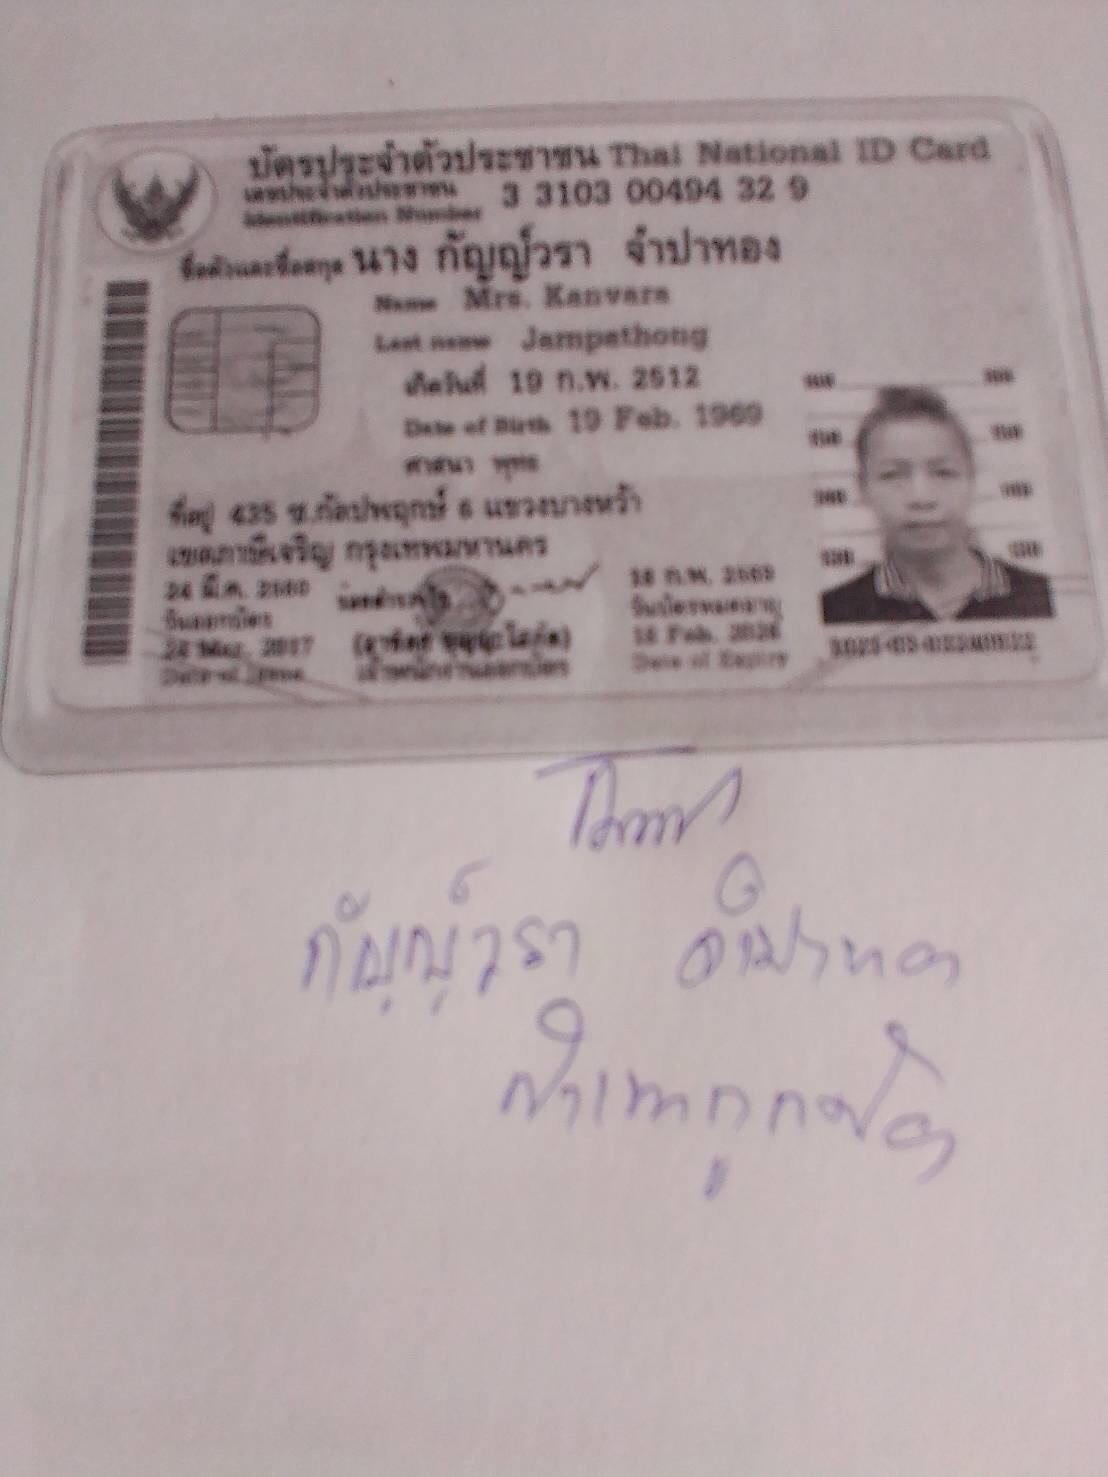 บัตรประจำตัวประชาชน Thai National ID Card
เลขประจำตัวประชาชน
Identification Number 3 3103 00494 32 9
ชื่อตัวและชื่อสกุล นาง กัญญ์วรา จำปาทอง
Name Mrs. Kanvara
Last name Jampathong
เกิดวันที่ 19 ก.พ. 2512
Date of Birth 19 Feb. 1969
ศาสนา พุทธ
ที่อยู่ 435 ซ.กัลปพฤกษ์ 6 แขวงบางหว้า
เขตภาษีเจริญ กรุงเทพมหานคร
24 มี.ค. 2560
วันออกบัตร
24 Mar. 2017
Date of Issue
เจ้าพนักงานออกบัตร
18 ก.พ. 2569
วันบัตรหมดอายุ
18 Feb. 2026
Date of Expiry
160
150
160
150
กัญญ์วรา จำปาทอง
สำเนาถูกต้อง